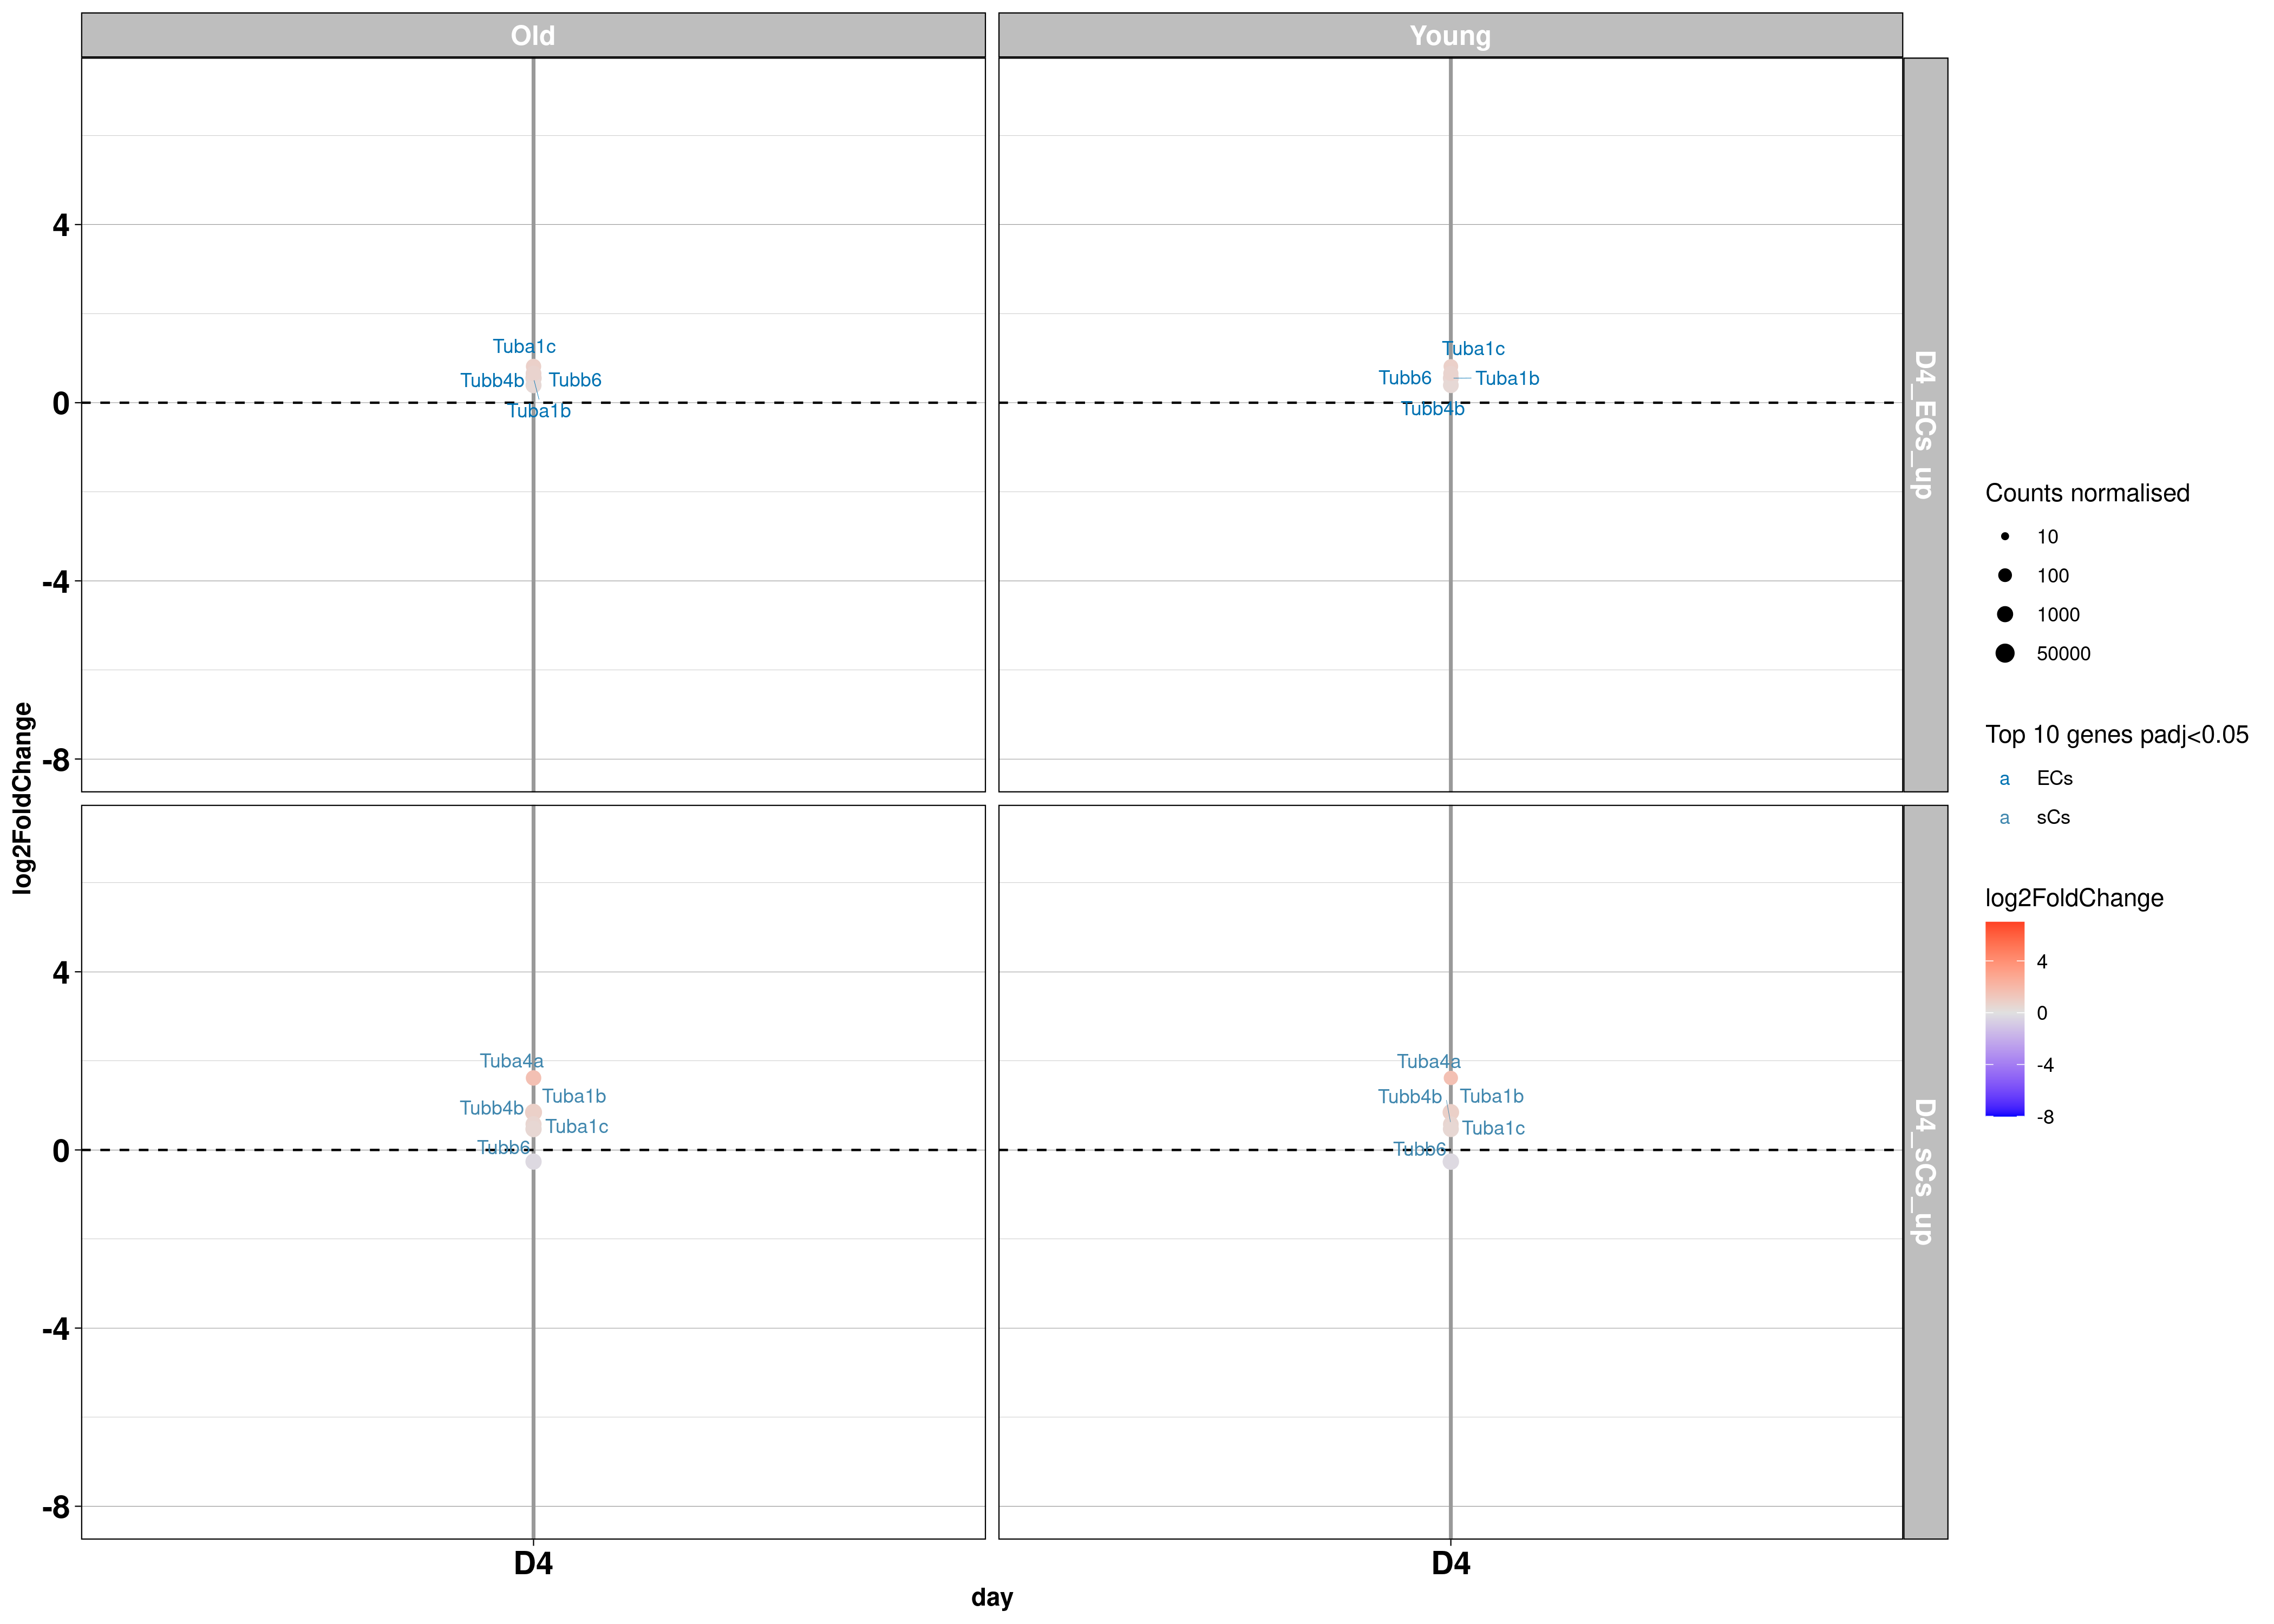 Old
Young
4
0
-4
-8
Tuba1c
Tubb4b
Tubb6
Tuba1b
Tuba1c
Tubb6
Tuba1b
Tubb4b
D4_ECs_up
4
0
-4
-8
Tuba4a
Tuba1b
Tubb4b
Tuba1c
Tubb6
Tuba4a
Tubb4b
Tuba1b
Tuba1c
Tubb6
D4_sCs_up
log2FoldChange
D4
D4
day
Counts normalised
10
100
1000
50000
Top 10 genes padj<0.05
a ECs
a sCs
log2FoldChange
4
0
-4
-8